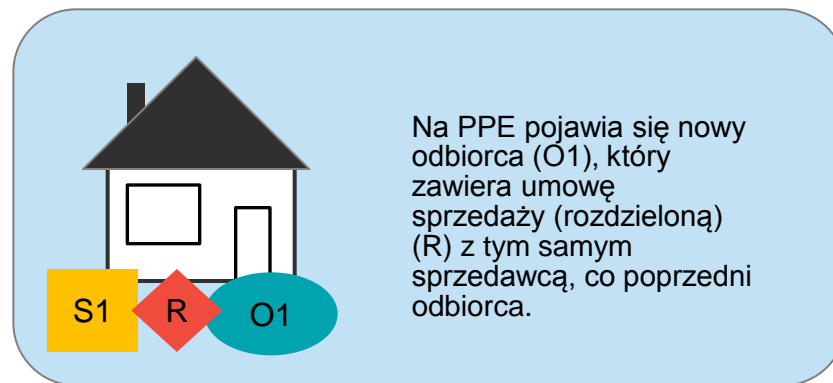 Na PPE pojawia się nowy
odbiorca (O1), który
zawiera umowę
sprzedaży (rozdzieloną)
(R) z tym samym
sprzedawcą, co poprzedni
odbiorca.
S1 R O1